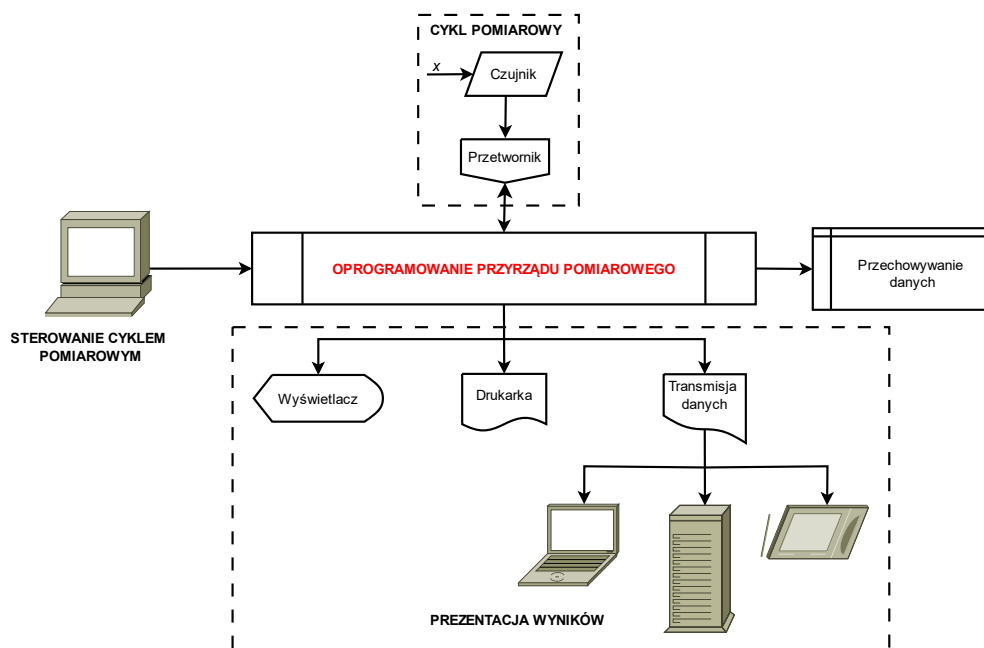 CYKL POMIAROWY
x
Czujnik
Przetwornik
OPROGRAMOWANIE PRZYRZĄDU POMIAROWEGO
Przechowywanie
danych
STEROWANIE CYKLEM
POMIAROWYM
Wyświetlacz
Drukarka
Transmisja
danych
PREZENTACJA WYNIKÓW